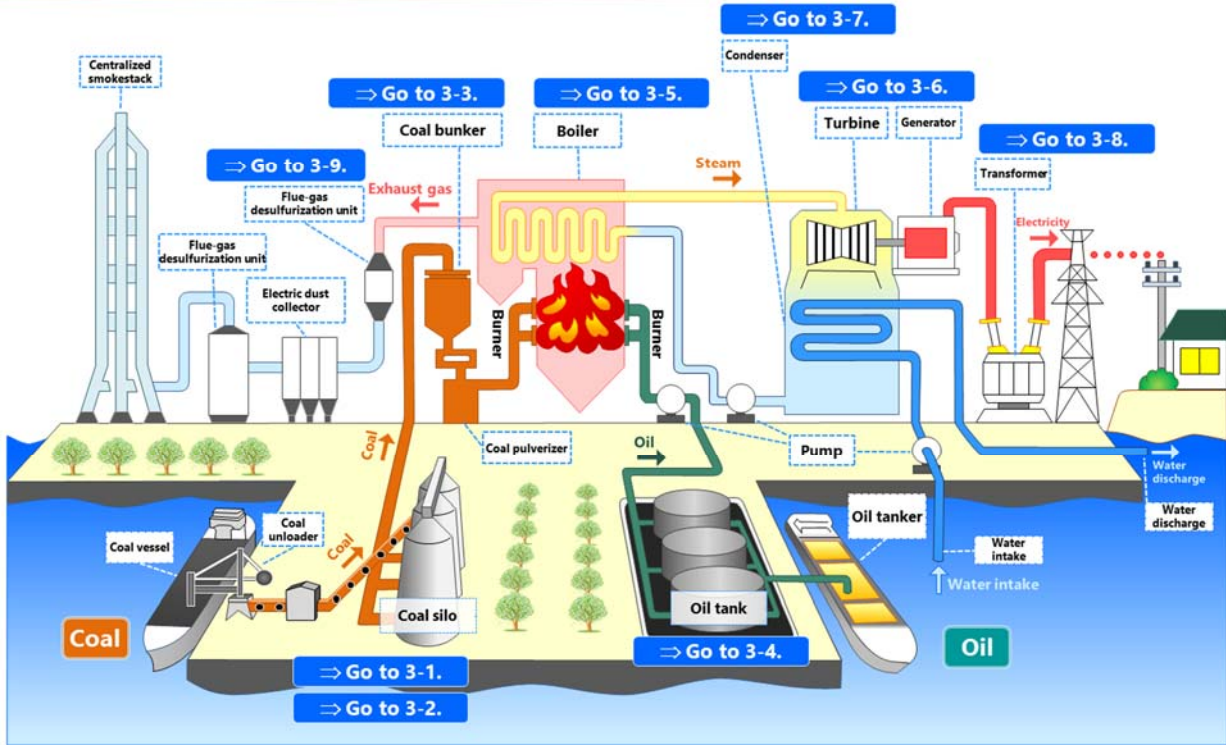 ⇒ Go to 3-7.
Condenser
Centralized
smokestack
⇒ Go to 3-3.
Coal bunker
⇒ Go to 3-5.
Boiler
⇒ Go to 3-6.
Turbine
Generator
⇒ Go to 3-8.
Transformer
⇒ Go to 3-9.
Flue-gas
desulfurization unit
Exhaust gas
Steam
Electricity
Flue-gas
desulfurization unit
Electric dust
collector
Burner
Burner
Coal
Coal pulverizer
Oil
Pump
Water
discharge
Water
discharge
Coal vessel
Coal
unloader
Coal
Coal silo
Oil tank
Oil tanker
Water
intake
Water intake
Coal
Oil
⇒ Go to 3-4.
⇒ Go to 3-1.
⇒ Go to 3-2.